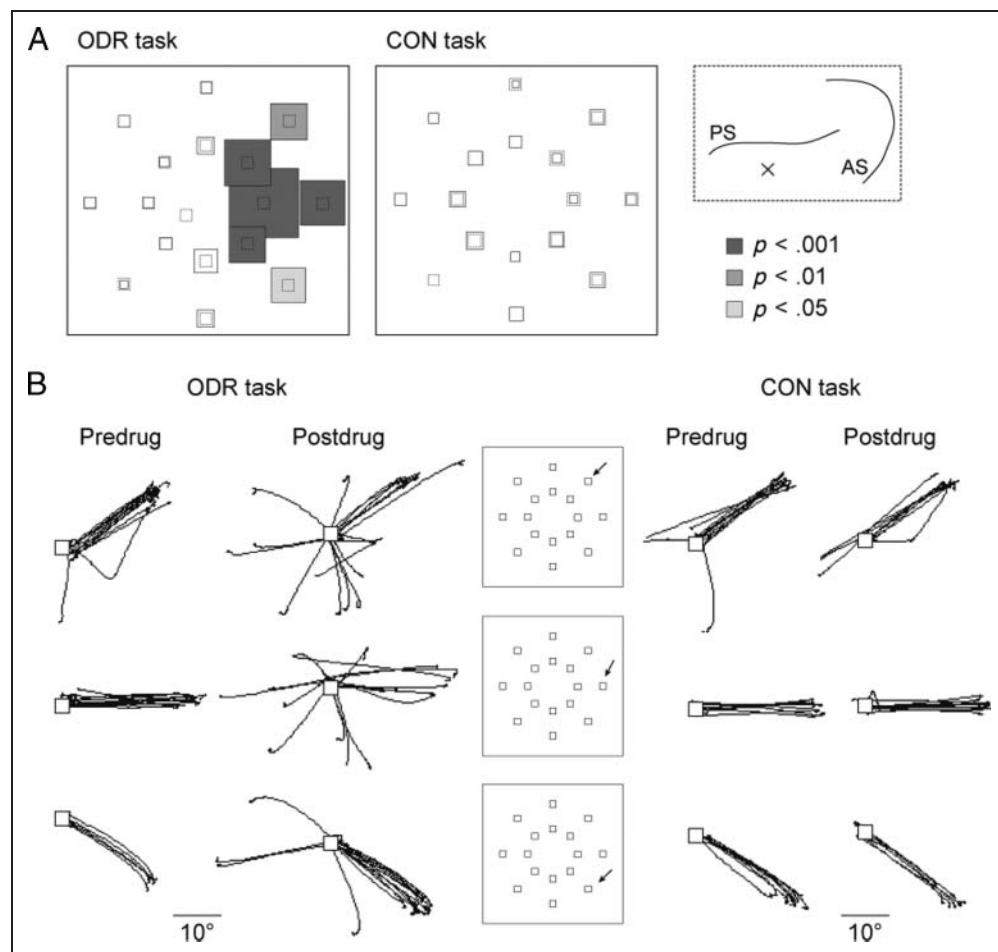 A
ODR task
CON task
PS
AS
p < .001
p < .01
p < .05
B
ODR task
CON task
Predrug
Postdrug
Predrug
Postdrug
10°
10°